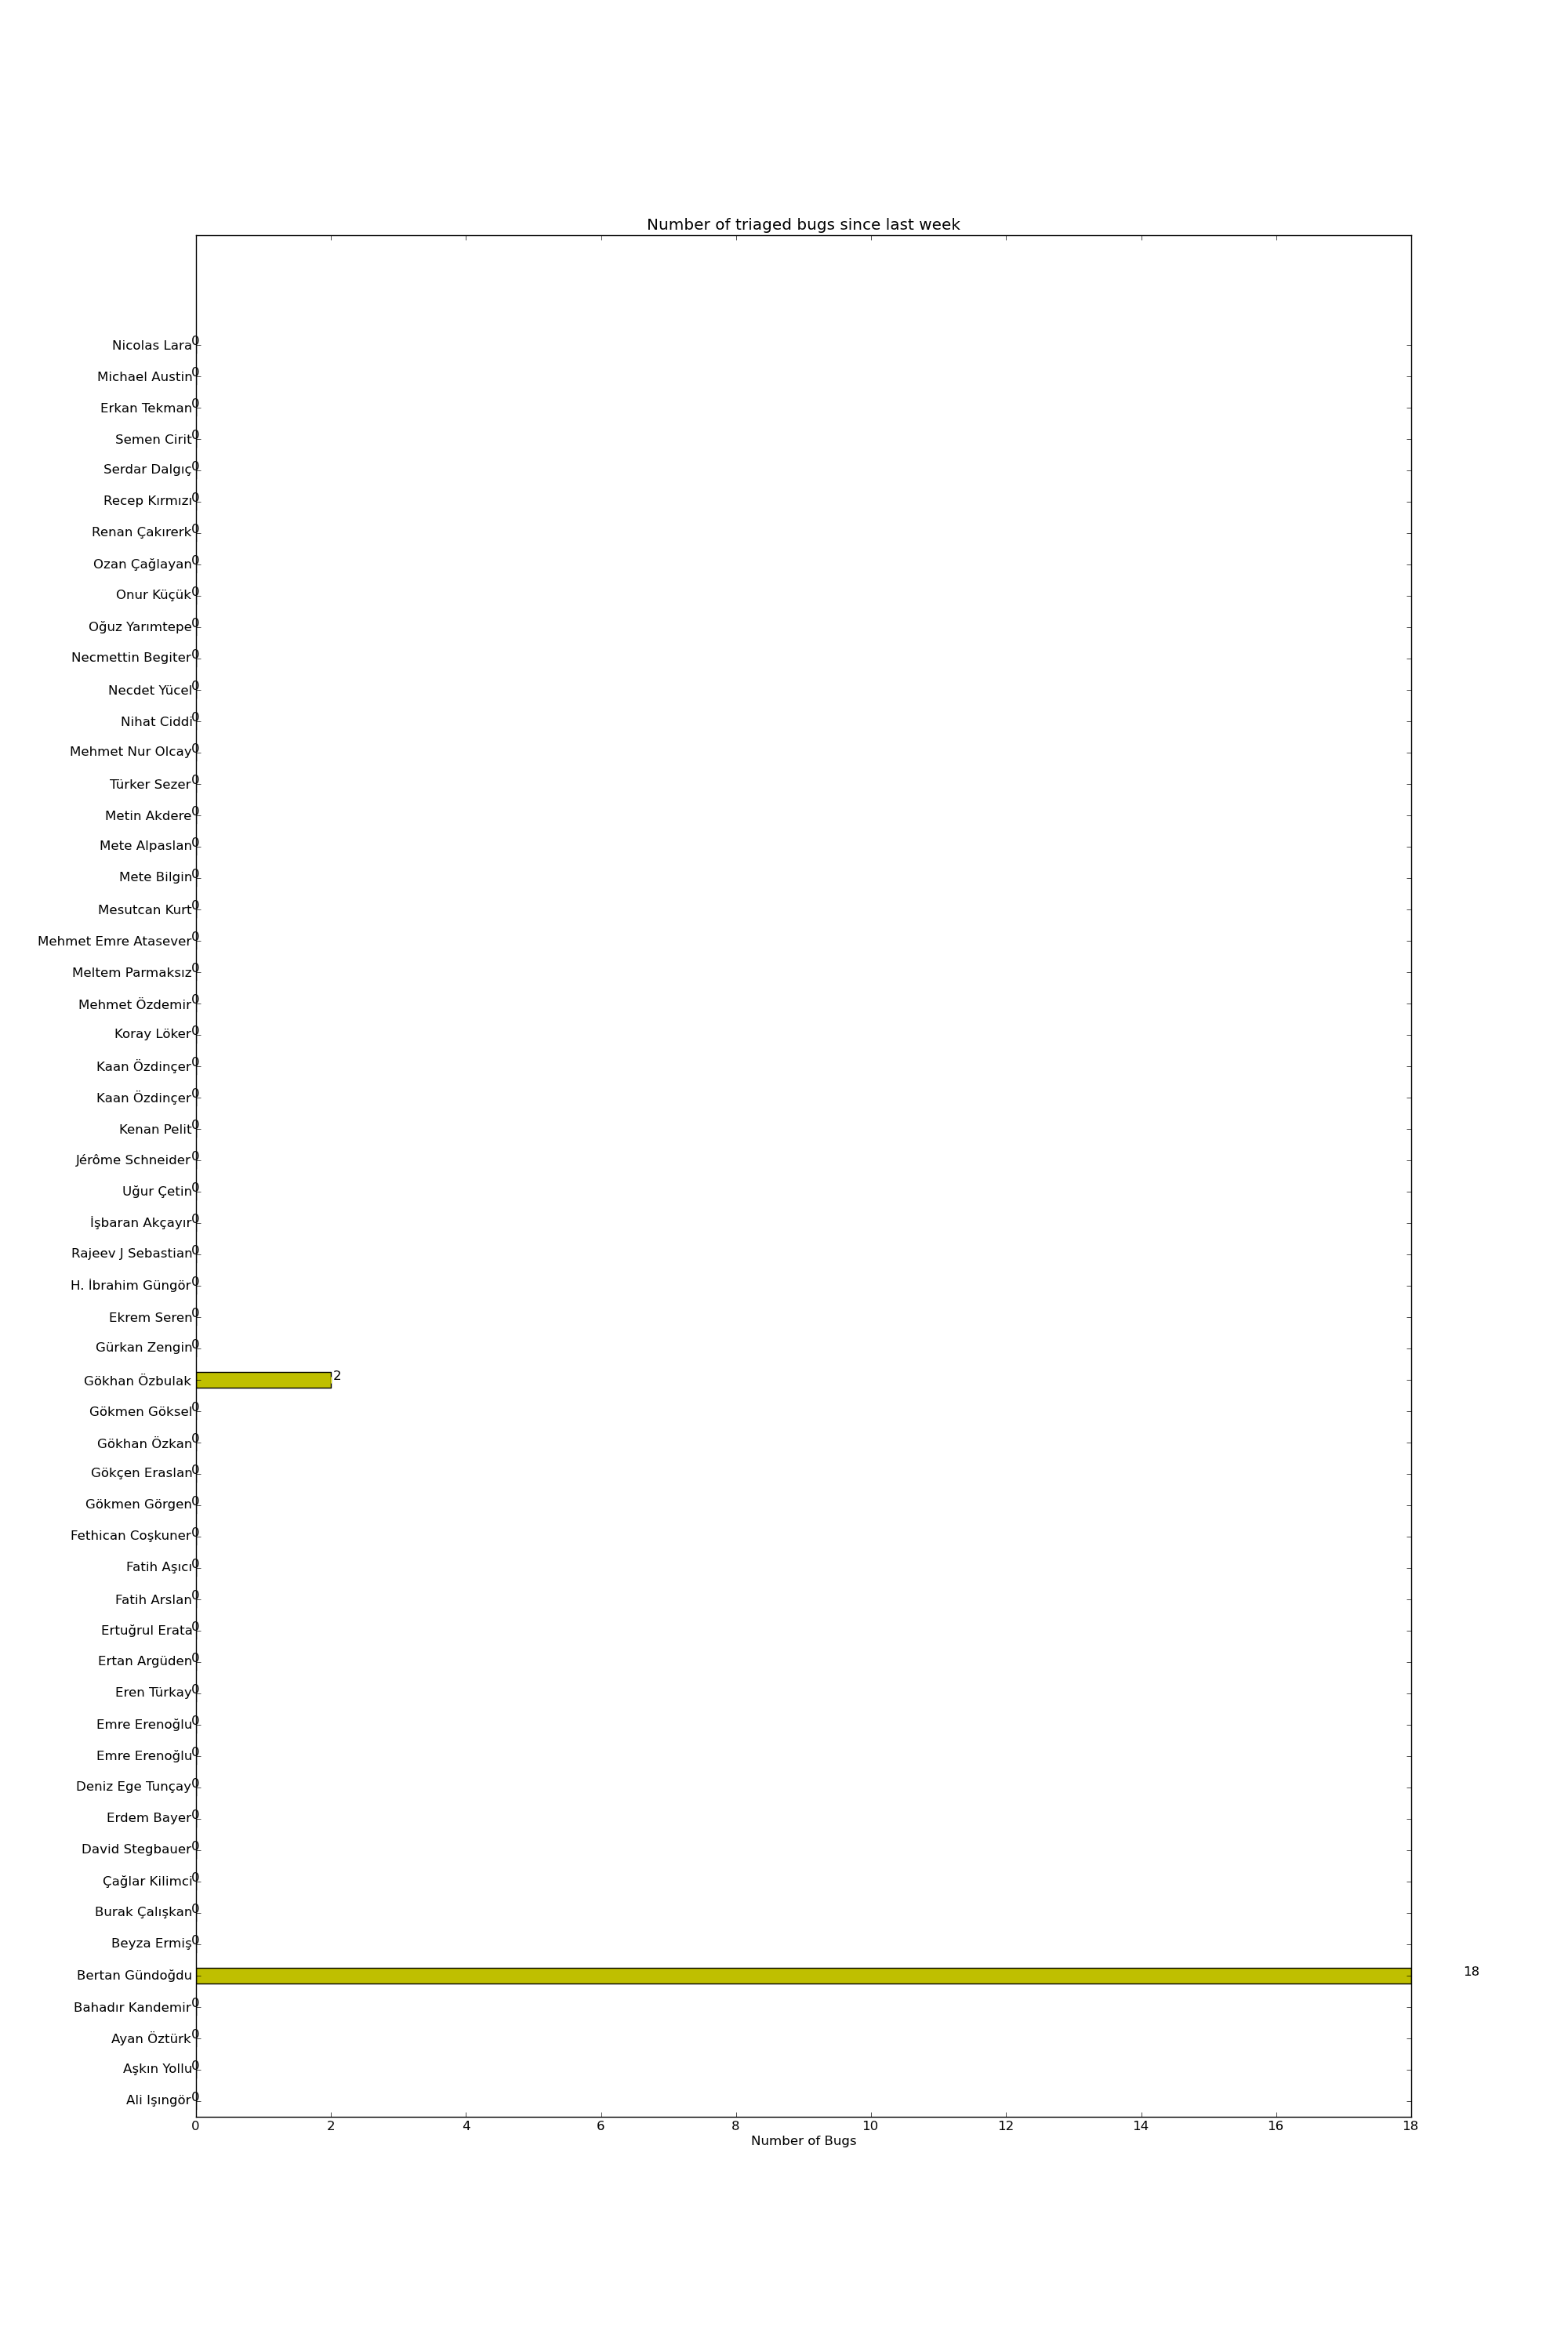 Number of triaged bugs since last week
Nicolas Lara 0
Michael Austin 0
Erkan Tekman 0
Semen Cirit 0
Serdar Dalgıç 0
Recep Kırmızı 0
Renan Çakırerk 0
Ozan Çağlayan 0
Onur Küçük 0
Oğuz Yarımtepe 0
Necmettin Begiter 0
Necdet Yücel 0
Nihat Ciddi 0
Mehmet Nur Olcay 0
Türker Sezer 0
Metin Akdere 0
Mete Alpaslan 0
Mete Bilgin 0
Mesutcan Kurt 0
Mehmet Emre Atasever 0
Meltem Parmaksız 0
Mehmet Özdemir 0
Koray Löker 0
Kaan Özdinçer 0
Kaan Özdinçer 0
Kenan Pelit 0
Jérôme Schneider 0
Uğur Çetin 0
İşbaran Akçayır 0
Rajeev J Sebastian 0
H. İbrahim Güngör 0
Ekrem Seren 0
Gürkan Zengin 0
Gökhan Özbulak 2
Gökmen Göksel 0
Gökhan Özkan 0
Gökçen Eraslan 0
Gökmen Görgen 0
Fethican Coşkuner 0
Fatih Aşıcı 0
Fatih Arslan 0
Ertuğrul Erata 0
Ertan Argüden 0
Eren Türkay 0
Emre Erenoğlu 0
Emre Erenoğlu 0
Deniz Ege Tunçay 0
Erdem Bayer 0
David Stegbauer 0
Çağlar Kilimci 0
Burak Çalışkan 0
Beyza Ermiş 0
Bertan Gündoğdu 18
Bahadır Kandemir 0
Ayan Öztürk 0
Aşkın Yollu 0
Ali Işıngör 0
0 2 4 6 8 10 12 14 16 18
Number of Bugs